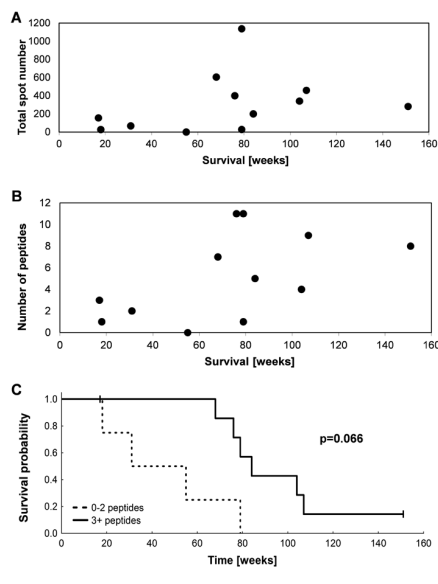 A
Total spot number
1200
1000
800
600
400
200
0
0 20 40 60 80 100 120 140 160
Survival [weeks]
B
Number of peptides
12
10
8
6
4
2
0
0 20 40 60 80 100 120 140 160
Survival [weeks]
C
Survival probability
1.0
0.8
0.6
0.4
0.2
0.0
p=0.066
0-2 peptides
3+ peptides
0 20 40 60 80 100 120 140 160
Time [weeks]